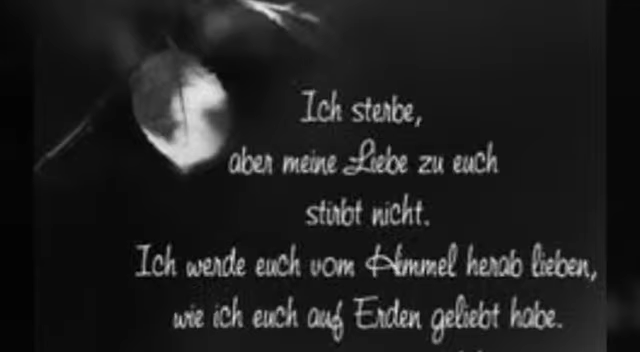 Ich sterbe,
aber meine Liebe zu euch
stirbt nicht.
Ich werde euch vom Himmel herab lieben,
wie ich euch auf Erden geliebt habe.